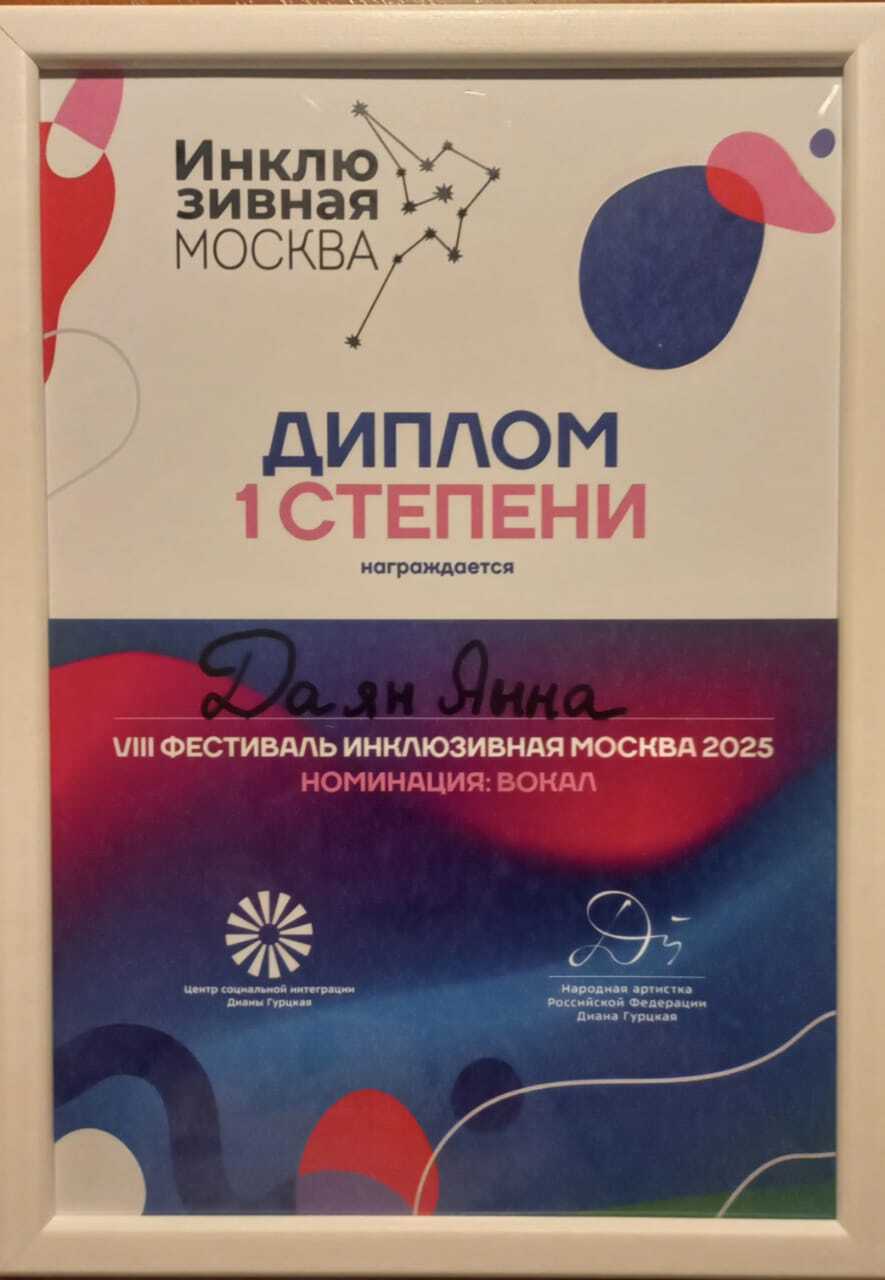 Инклю
зивная
МОСКВА
ДИПЛОМ
1 СТЕПЕНИ
награждается
Даян Янна
VIII ФЕСТИВАЛЬ ИНКЛЮЗИВНАЯ МОСКВА 2025
НОМИНАЦИЯ: ВОКАЛ
Центр социальной интеграции
Дианы Гурцкая
Народная артистка
Российской Федерации
Диана Гурцкая